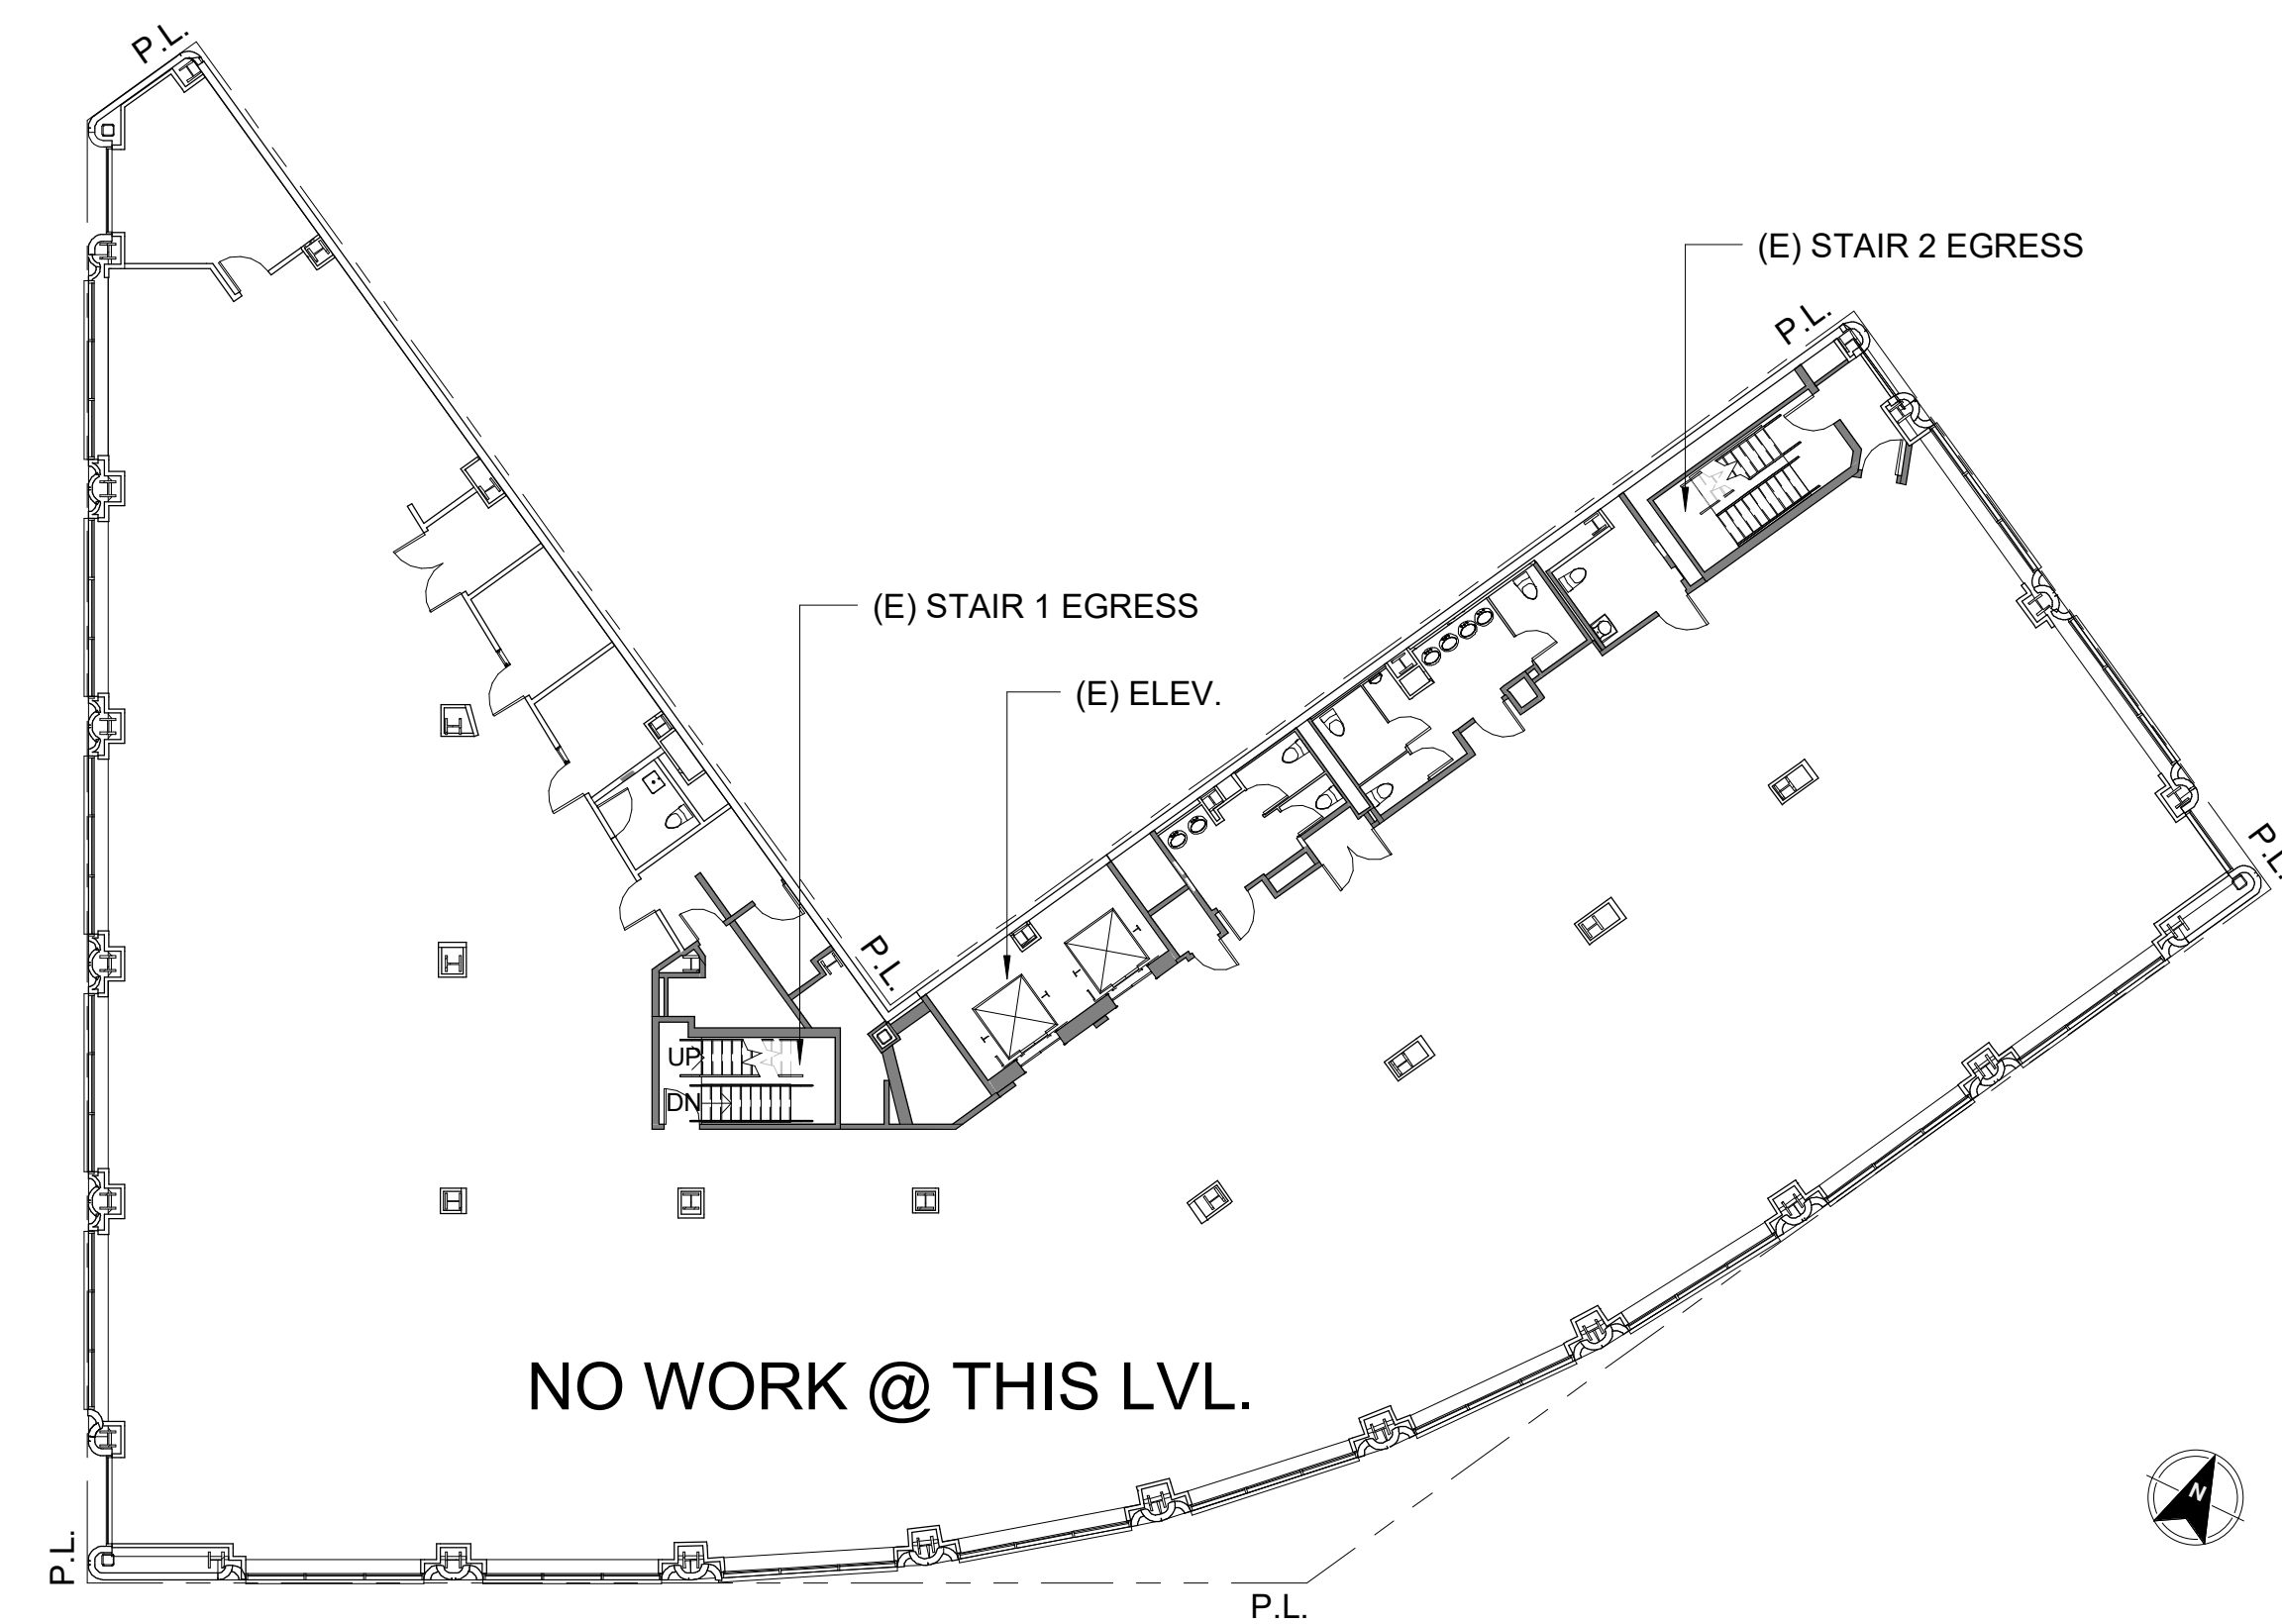 P.L.
(E) STAIR 2 EGRESS
P.L.
(E) STAIR 1 EGRESS
(E) ELEV.
P.L.
P.L.
UP
DN
NO WORK @ THIS LVL.
N
P.L.
P.L.